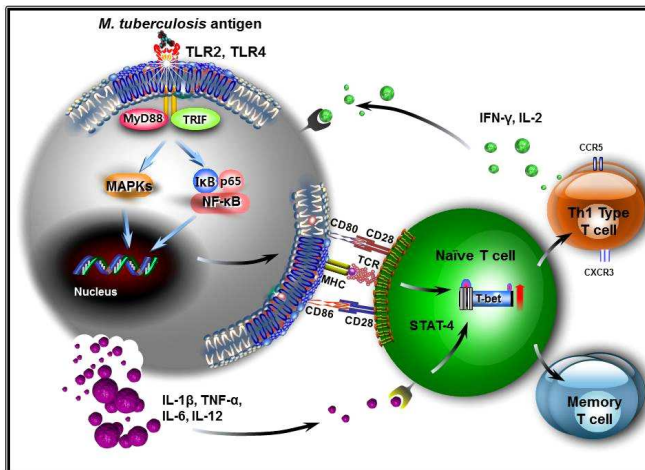 M. tuberculosis antigen
TLR2, TLR4
MyD88
TRIF
MAPKs
IκB
p65
NF-κB
Nucleus
IL-1β, TNF-α,
IL-6, IL-12
CD80
CD28
TCR
MHC
CD86
CD28
Naïve T cell
T-bet
STAT-4
IFN-γ, IL-2
CCR5
Th1 Type
T cell
CXCR3
Memory
T cell